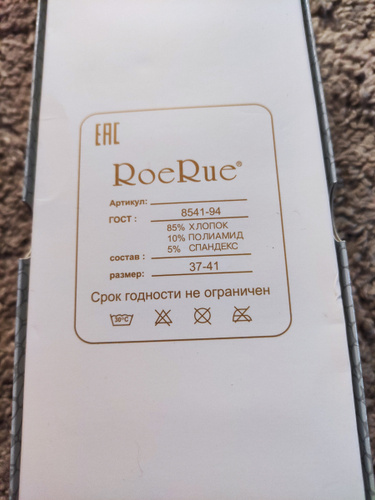 EAC
RoeRue®
Артикул:
ГОСТ : 8541-94
85% ХЛОПОК
10% ПОЛИАМИД
5% СПАНДЕКС
состав :
размер: 37-41
Срок годности не ограничен
30°C